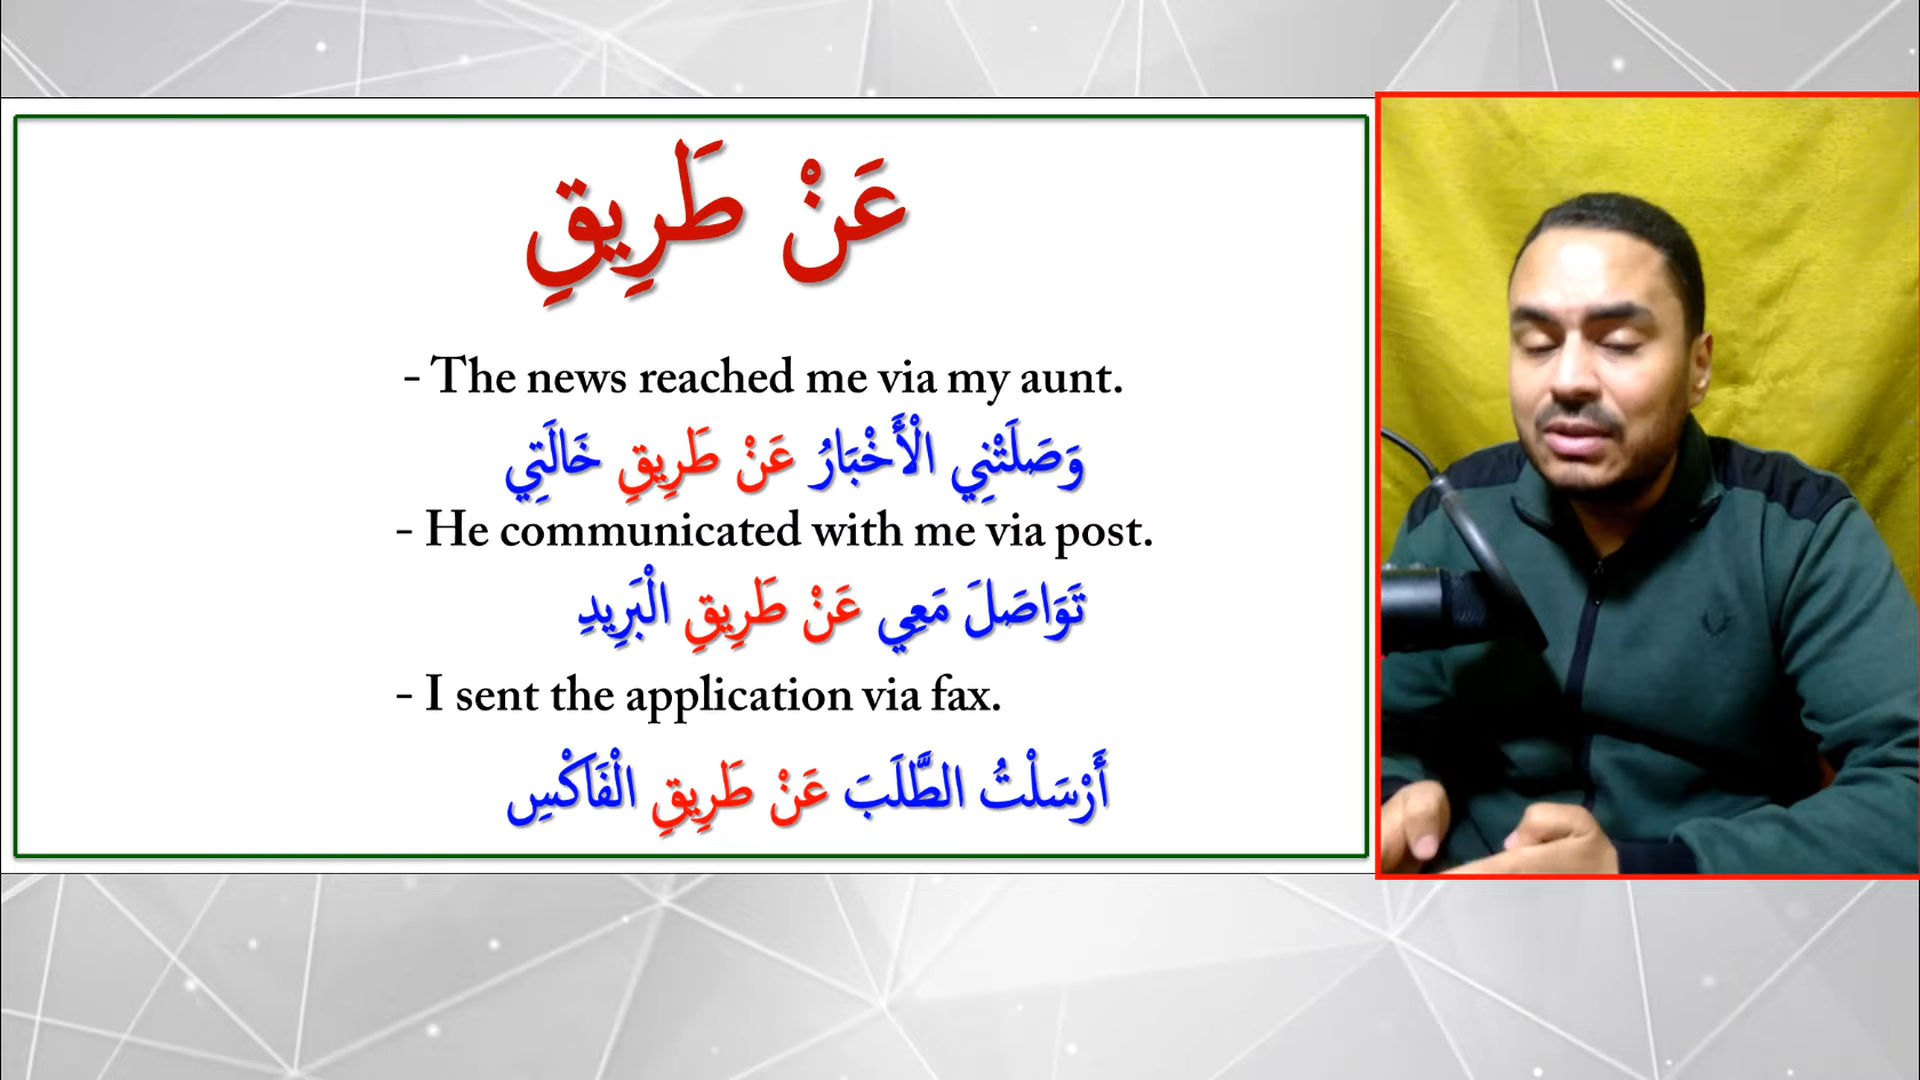 عَنْ طَرِيقِ
- The news reached me via my aunt.
وَصَلَتْنِي الْأَخْبَارُ عَنْ طَرِيقِ خَالَتِي
- He communicated with me via post.
تَوَاصَلَ مَعِي عَنْ طَرِيقِ الْبَرِيدِ
- I sent the application via fax.
أَرْسَلْتُ الطَّلَبَ عَنْ طَرِيقِ الْفَاكْسِ